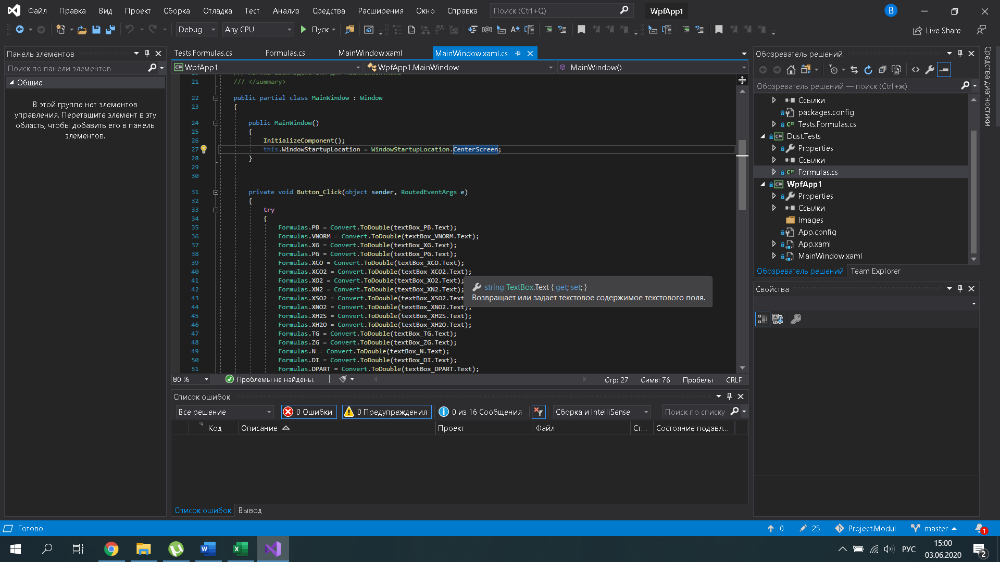 Файл Правка Вид Проект Сборка Отладка Тест Анализ Средства Расширения Окно Справка Поиск (Ctrl+Q) WpfApp1 B
Debug Any CPU Пуск Live Share
Панель элементов
Поиск по панели элементов
Общие
В этой группе нет элементов
управления. Перетащите элемент в эту
область, чтобы добавить его в панель
элементов.
Tests.Formulas.cs Formulas.cs MainWindow.xaml MainWindow.xaml.cs
WpfApp1 WpfApp1.MainWindow MainWindow()
21 /// </summary>
22 public partial class MainWindow : Window
23 {
24 public MainWindow()
25 {
26 InitializeComponent();
27 this.WindowStartupLocation = WindowStartupLocation.CenterScreen;
28 }
29
30
31 private void Button_Click(object sender, RoutedEventArgs e)
32 {
33 try
34 {
35 Formulas.PB = Convert.ToDouble(textBox_PB.Text);
36 Formulas.VNORM = Convert.ToDouble(textBox_VNORM.Text);
37 Formulas.XG = Convert.ToDouble(textBox_XG.Text);
38 Formulas.PG = Convert.ToDouble(textBox_PG.Text);
39 Formulas.XCO = Convert.ToDouble(textBox_XCO.Text);
40 Formulas.XCO2 = Convert.ToDouble(textBox_XCO2.Text);
41 Formulas.XO2 = Convert.ToDouble(textBox_XO2.Text);
42 Formulas.XN2 = Convert.ToDouble(textBox_XN2.Text);
43 Formulas.XSO2 = Convert.ToDouble(textBox_XSO2.Text
44 Formulas.XNO2 = Convert.ToDouble(textBox_XNO2.Text);
45 Formulas.XH2S = Convert.ToDouble(textBox_XH2S.Text);
46 Formulas.XH2O = Convert.ToDouble(textBox_XH2O.Text);
47 Formulas.TG = Convert.ToDouble(textBox_TG.Text);
48 Formulas.ZG = Convert.ToDouble(textBox_ZG.Text);
49 Formulas.N = Convert.ToDouble(textBox_N.Text);
50 Formulas.DI = Convert.ToDouble(textBox_DI.Text);
51 Formulas.DPART = Convert.ToDouble(textBox_DPART.Text);
string TextBox.Text { get; set; }
Возвращает или задает текстовое содержимое текстового поля.
80 % Проблемы не найдены. Стр: 27 Симв: 76 Пробелы CRLF
Список ошибок
Все решение 0 Ошибки 0 Предупреждения 0 из 16 Сообщения Сборка и IntelliSense Поиск по списку
Код Описание Проект Файл Ст... Состояние подавл...
Список ошибок Вывод
Обозреватель решений
Обозреватель решений — поиск (Ctrl+ж)
Ссылки
packages.config
C# Tests.Formulas.cs
C# Dust.Tests
Properties
Ссылки
C# Formulas.cs
C# WpfApp1
Properties
Ссылки
Images
App.config
App.xaml
MainWindow.xaml
Обозреватель решений Team Explorer
Свойства
Средства диагностики
Готово 0 25 Project.Modul master 1
РУС 15:00
03.06.2020 2